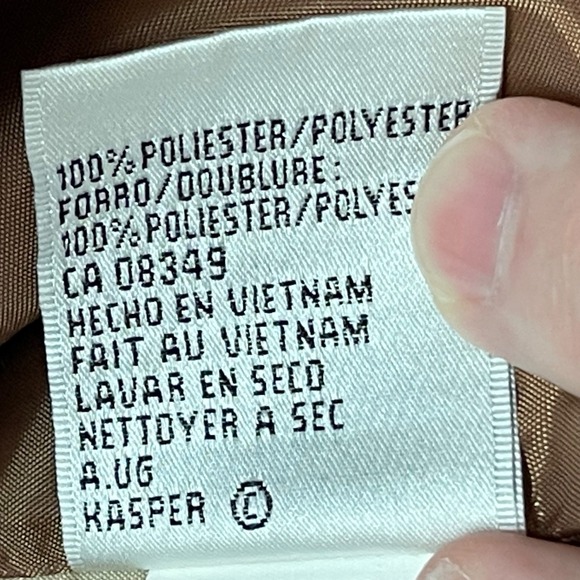 100% POLIESTER/POLYESTER
FORRO/DOUBLURE:
100% POLIESTER/POLYES
CA 08349
HECHO EN VIETNAM
FAIT AU VIETNAM
LAVAR EN SECO
NETTOYER A SEC
A.UG
KASPER ©